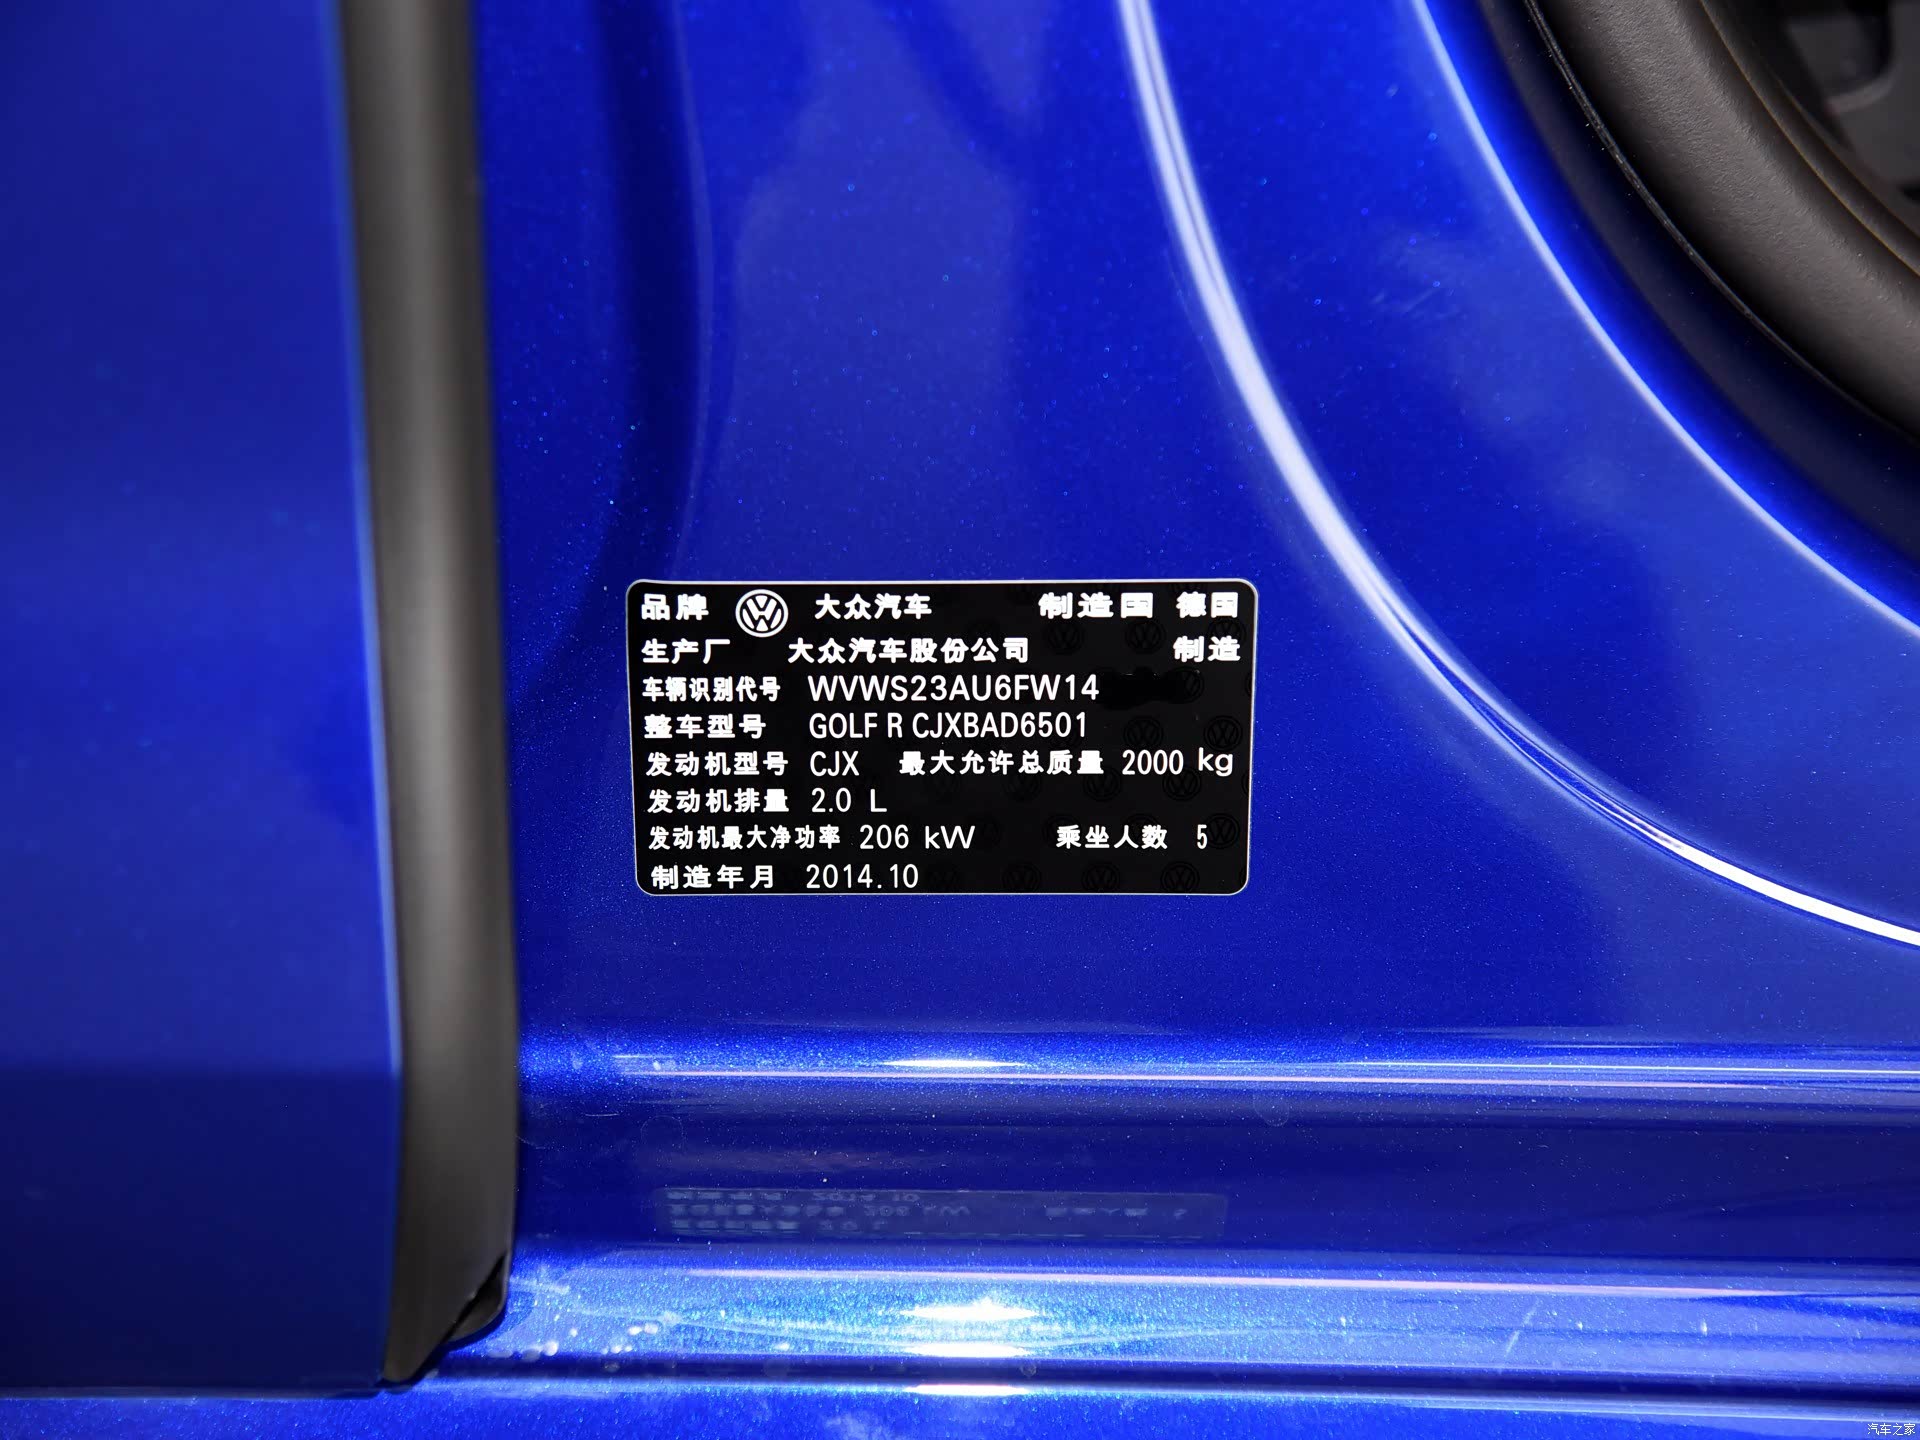 品牌 大众汽车 制造国 德国
生产厂 大众汽车股份公司 制造
车辆识别代号 WVWS23AU6FW14
整车型号 GOLF R CJXBAD6501
发动机型号 CJX 最大允许总质量 2000 kg
发动机排量 2.0 L
发动机最大净功率 206 kW 乘坐人数 5
制造年月 2014.10
汽车之家